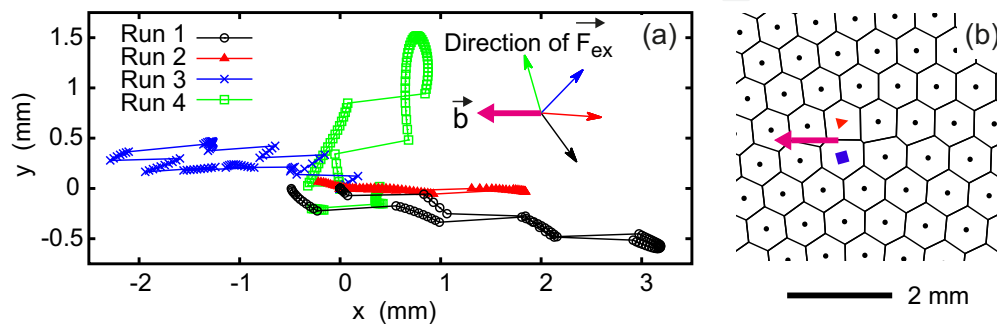 (a)
Run 1
Run 2
Run 3
Run 4
Direction of F_ex
b
1.5
1
0.5
0
-0.5
-2
-1
0
1
2
3
y (mm)
x (mm)
(b)
2 mm